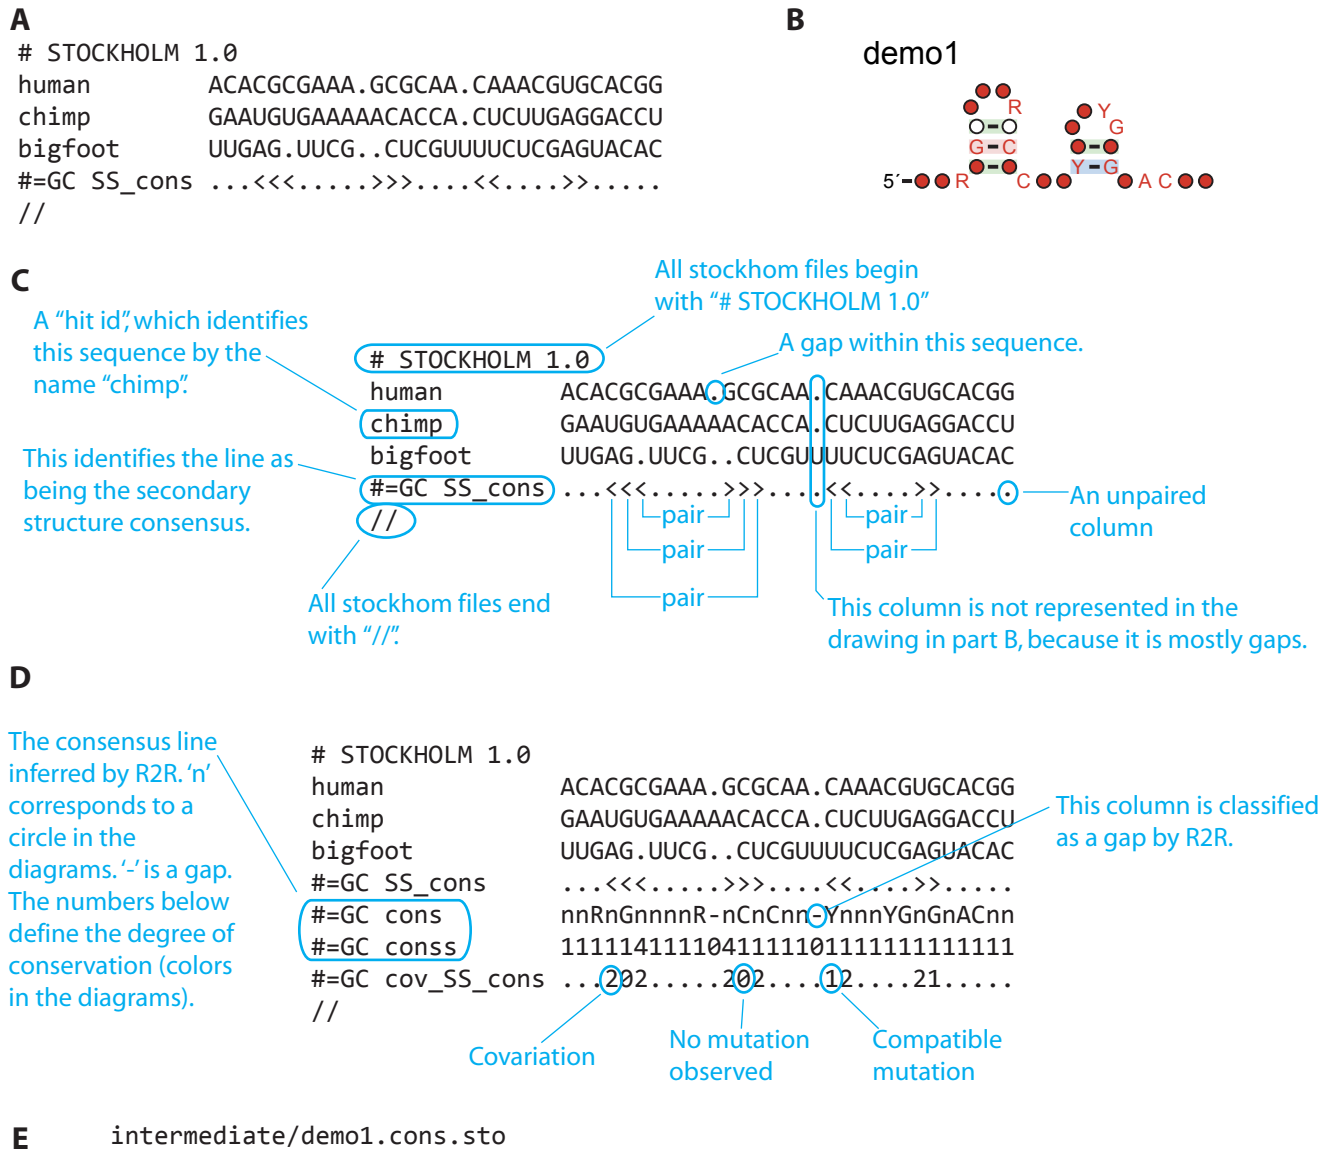 A
# STOCKHOLM 1.0
human ACACGCGAAA.GCGCAA.CAAACGUGCACGG
chimp GAAUGUGAAAAACACCA.CUCUUGAGGACCU
bigfoot UUGAG.UUCG..CUCGUUUUCUCGAGUACAC
#=GC SS_cons ...<<<.....>>>....<<....>>.....
//
B
demo1
R
G - C
5´ R C
Y
G
Y - G
A C
C
All stockhom files begin
with “# STOCKHOLM 1.0”
A “hit id”, which identifies
this sequence by the
name “chimp”.
A gap within this sequence.
# STOCKHOLM 1.0
human ACACGCGAAA.GCGCAA.CAAACGUGCACGG
chimp GAAUGUGAAAAACACCA.CUCUUGAGGACCU
bigfoot UUGAG.UUCG..CUCGUUUUCUCGAGUACAC
#=GC SS_cons ...<<<.....>>>....<<....>>.....
//
This identifies the line as
being the secondary
structure consensus.
An unpaired
column
pair
pair
pair
pair
pair
All stockhom files end
with “//”.
This column is not represented in the
drawing in part B, because it is mostly gaps.
D
The consensus line
inferred by R2R. ‘n’
corresponds to a
circle in the
diagrams. ‘-’ is a gap.
The numbers below
define the degree of
conservation (colors
in the diagrams).
# STOCKHOLM 1.0
human ACACGCGAAA.GCGCAA.CAAACGUGCACGG
chimp GAAUGUGAAAAACACCA.CUCUUGAGGACCU
bigfoot UUGAG.UUCG..CUCGUUUUCUCGAGUACAC
#=GC SS_cons ...<<<.....>>>....<<....>>.....
#=GC cons nnRnGnnnnR-nCnCnn-YnnnYGnGnACnn
#=GC conss 1111141111041111101111111111111
#=GC cov_SS_cons ...202.....202....12....21.....
//
This column is classified
as a gap by R2R.
Covariation
No mutation
observed
Compatible
mutation
E
intermediate/demo1.cons.sto